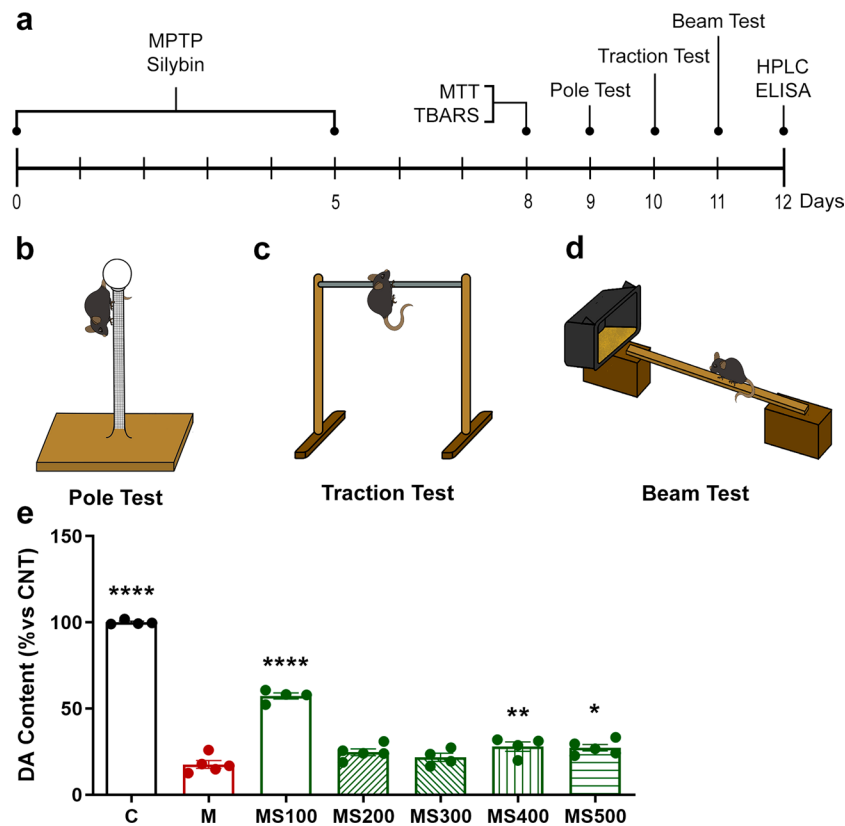 a
MPTP
Silybin
MTT
TBARS
Pole Test
Traction Test
Beam Test
HPLC
ELISA
0 5 8 9 10 11 12 Days
b
c
d
Pole Test
Traction Test
Beam Test
e
DA Content (%vs CNT)
150
100
50
0
****
****
**
*
C M MS100 MS200 MS300 MS400 MS500